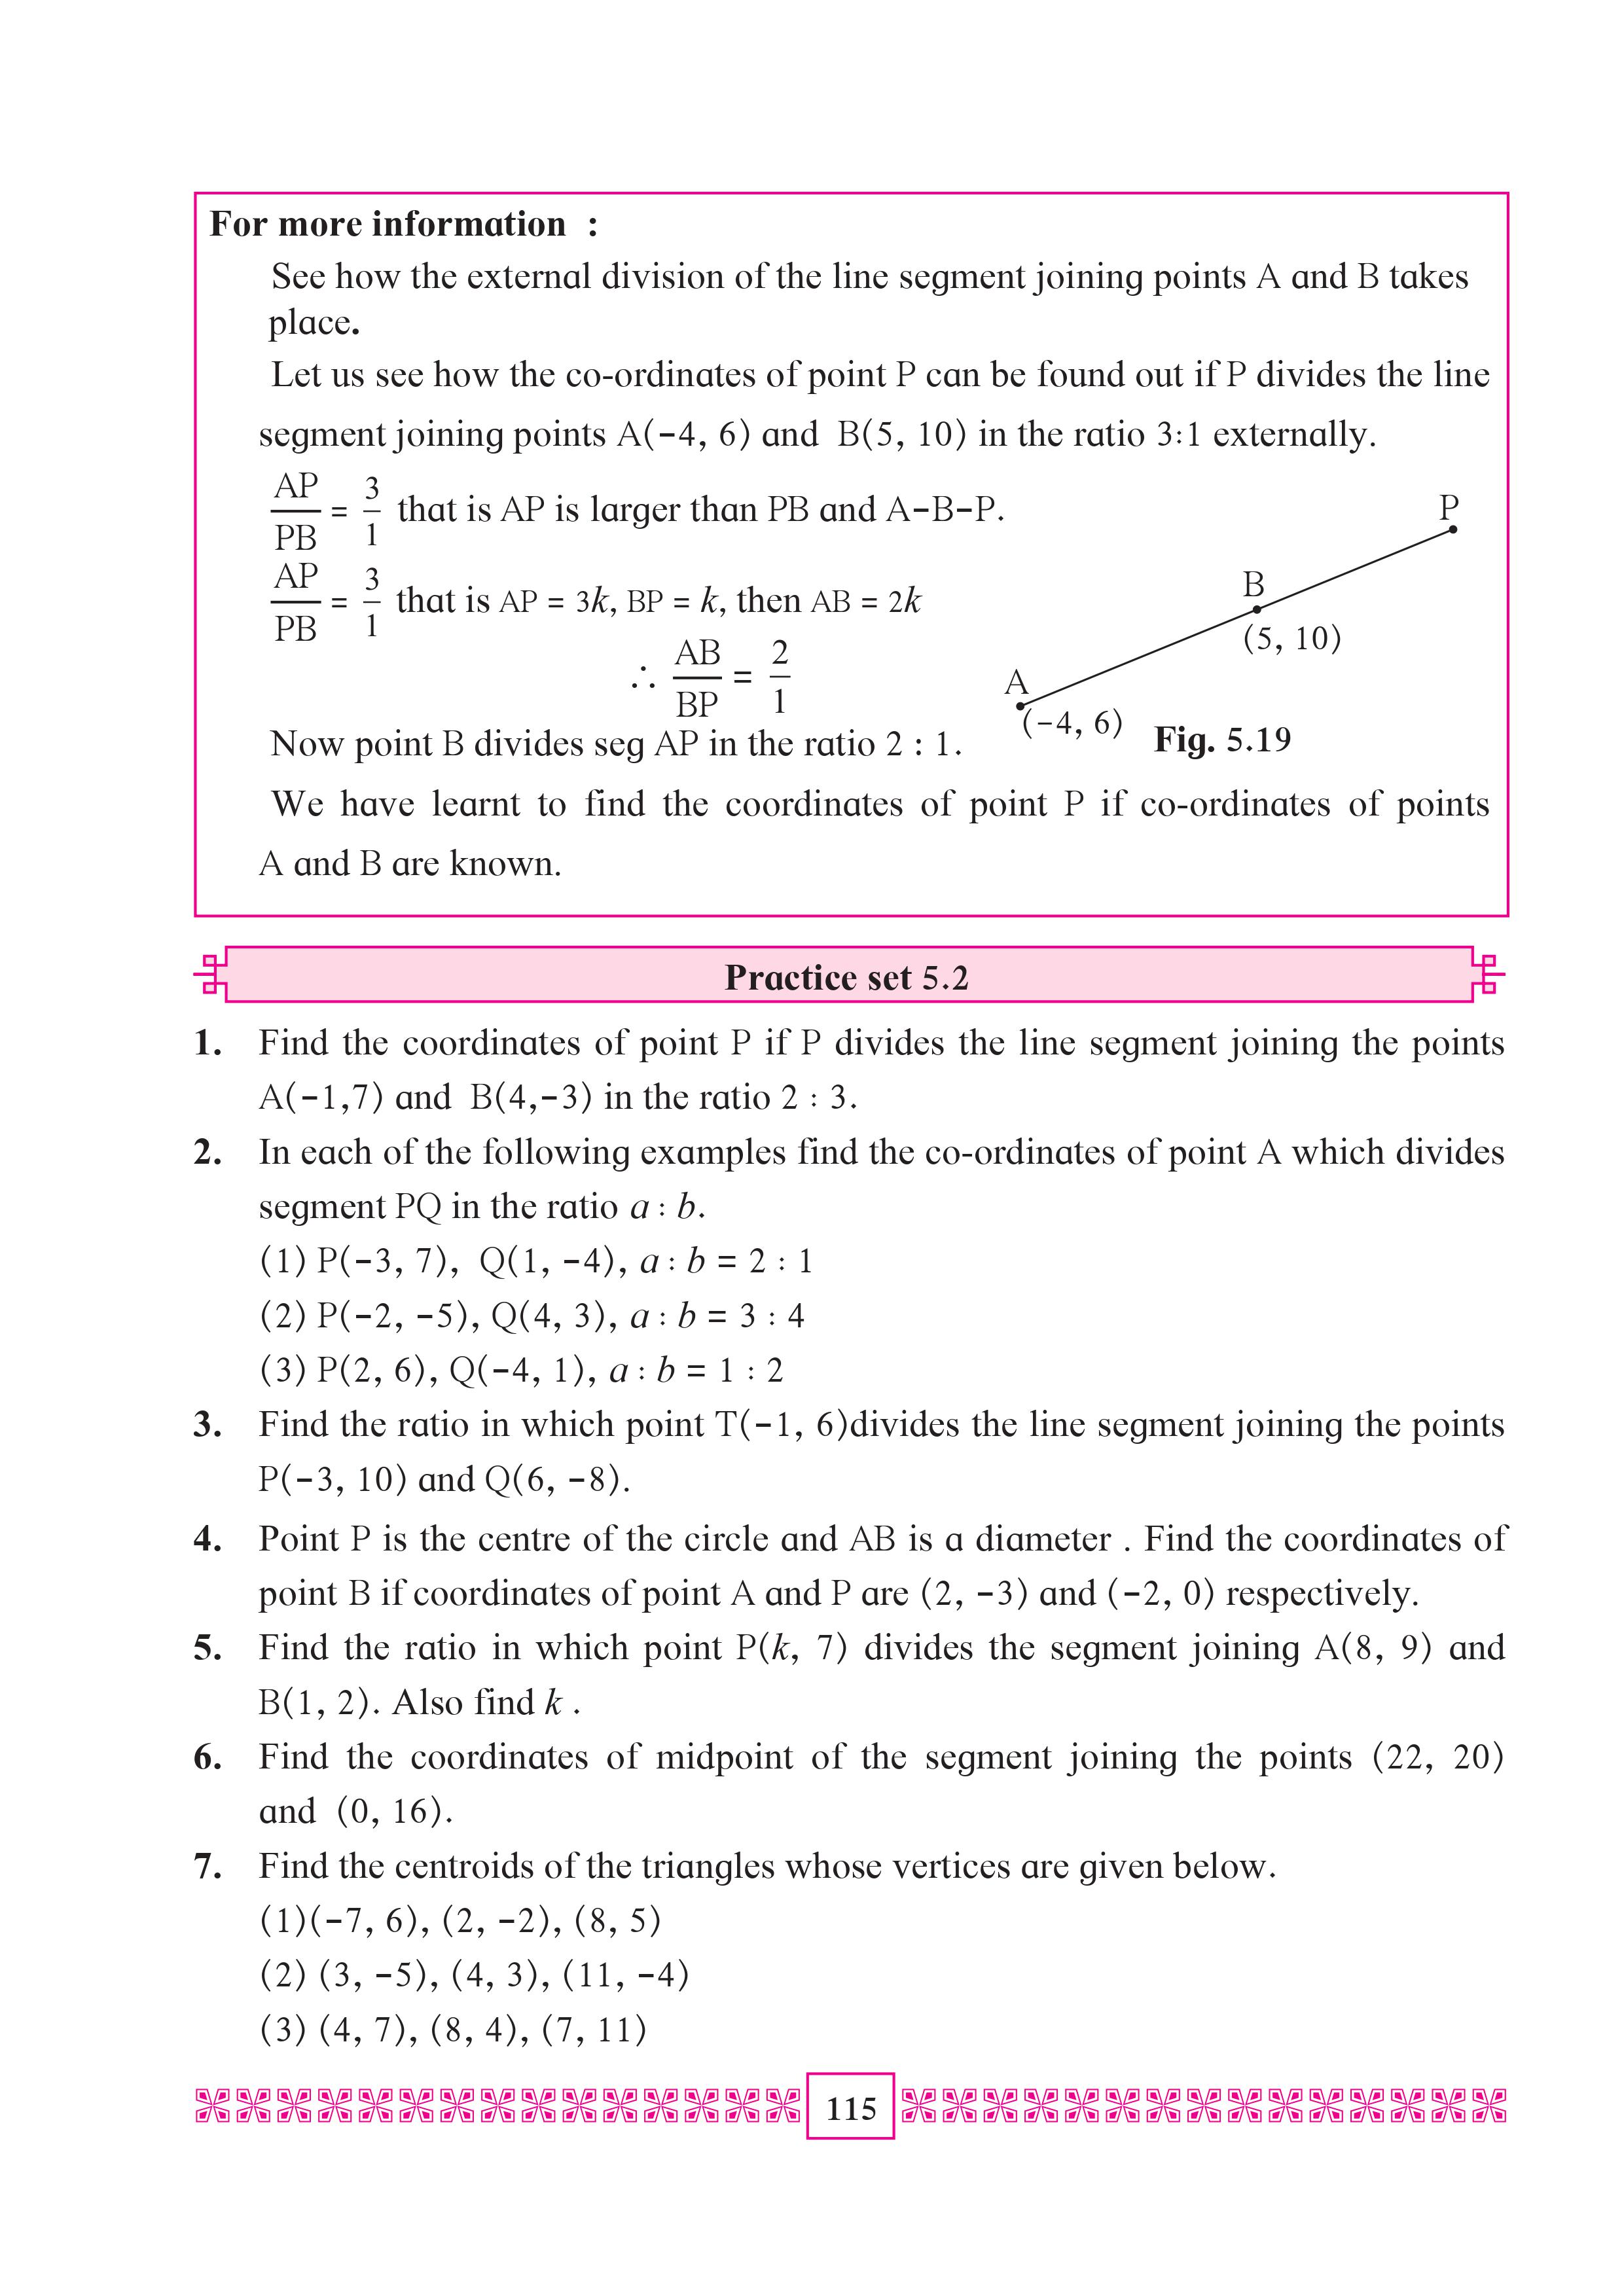 For more information :
See how the external division of the line segment joining points A and B takes
place.
Let us see how the co-ordinates of point P can be found out if P divides the line
segment joining points A(-4, 6) and B(5, 10) in the ratio 3:1 externally.
AP/PB = 3/1 that is AP is larger than PB and A-B-P.
AP/PB = 3/1 that is AP = 3k, BP = k, then AB = 2k
∴ AB/BP = 2/1
P
B
(5, 10)
A
(-4, 6)
Fig. 5.19
Now point B divides seg AP in the ratio 2 : 1.
We have learnt to find the coordinates of point P if co-ordinates of points
A and B are known.
Practice set 5.2
1. Find the coordinates of point P if P divides the line segment joining the points
A(-1,7) and B(4,-3) in the ratio 2 : 3.
2. In each of the following examples find the co-ordinates of point A which divides
segment PQ in the ratio a : b.
(1) P(-3, 7), Q(1, -4), a : b = 2 : 1
(2) P(-2, -5), Q(4, 3), a : b = 3 : 4
(3) P(2, 6), Q(-4, 1), a : b = 1 : 2
3. Find the ratio in which point T(-1, 6)divides the line segment joining the points
P(-3, 10) and Q(6, -8).
4. Point P is the centre of the circle and AB is a diameter . Find the coordinates of
point B if coordinates of point A and P are (2, -3) and (-2, 0) respectively.
5. Find the ratio in which point P(k, 7) divides the segment joining A(8, 9) and
B(1, 2). Also find k .
6. Find the coordinates of midpoint of the segment joining the points (22, 20)
and (0, 16).
7. Find the centroids of the triangles whose vertices are given below.
(1)(-7, 6), (2, -2), (8, 5)
(2) (3, -5), (4, 3), (11, -4)
(3) (4, 7), (8, 4), (7, 11)
115